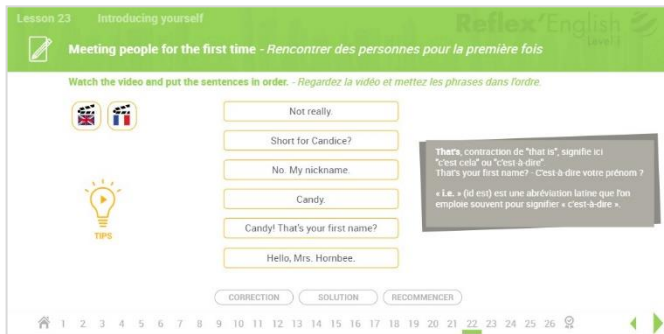 Lesson 23 Introducing yourself
Reflex'English
Level 1
Meeting people for the first time - Rencontrer des personnes pour la première fois
Watch the video and put the sentences in order. - Regardez la vidéo et mettez les phrases dans l'ordre.
Not really.
Short for Candice?
No. My nickname.
Candy.
Candy! That's your first name?
Hello, Mrs. Hornbee.
TIPS
That's, contraction de "that is", signifie ici
"c'est cela" ou "c'est-à-dire"
That's your first name? - C'est-à dire votre prénom ?
« i.e. » (id est) est une abréviation latine que l'on
emploie souvent pour signifier « c'est-à-dire ».
CORRECTION SOLUTION RECOMMENCER
1 2 3 4 5 6 7 8 9 10 11 12 13 14 15 16 17 18 19 20 21 22 23 24 25 26